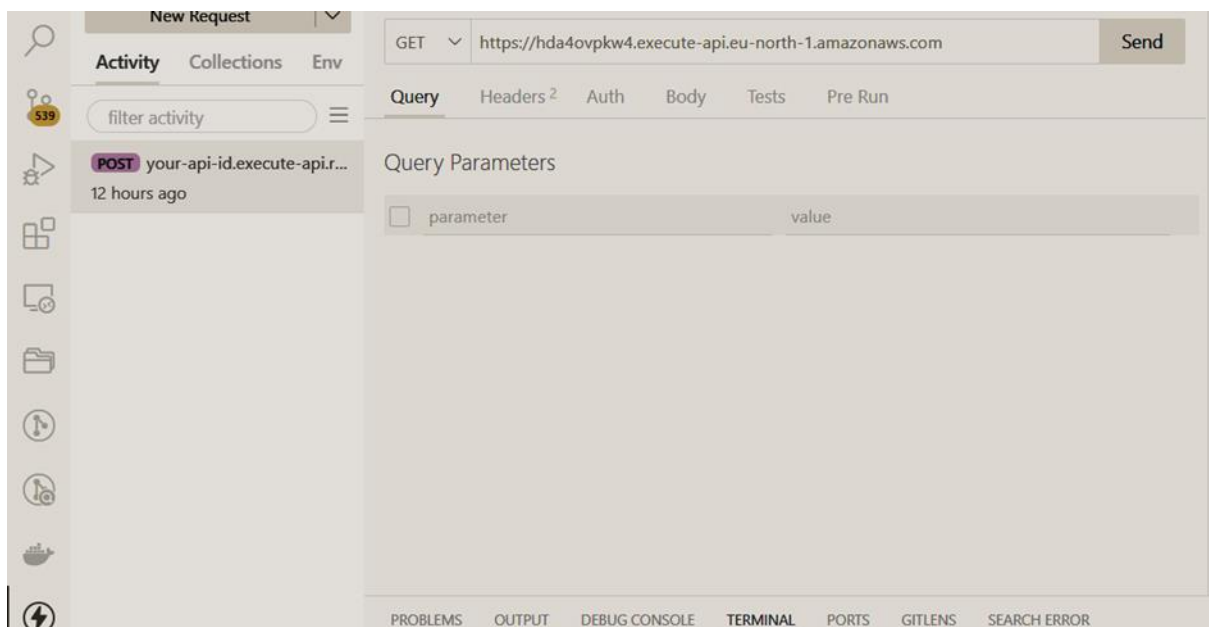 New Request
Activity Collections Env
filter activity
POST your-api-id.execute-api.r...
12 hours ago
539
GET https://hda4ovpkw4.execute-api.eu-north-1.amazonaws.com Send
Query Headers 2 Auth Body Tests Pre Run
Query Parameters
parameter value
PROBLEMS OUTPUT DEBUG CONSOLE TERMINAL PORTS GITLENS SEARCH ERROR